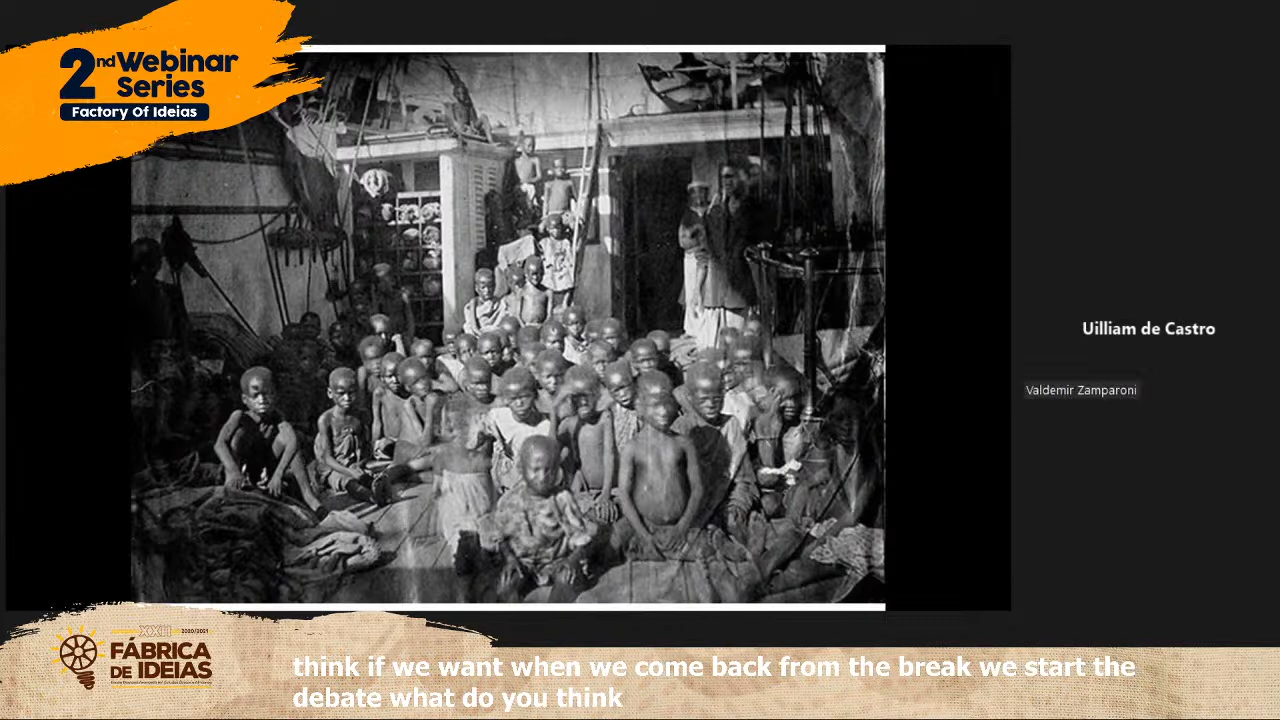 2nd Webinar
Series
Factory Of Ideias
Uilliam de Castro
Valdemir Zamparoni
XXII 2020/2021
FÁBRICA
DE IDEIAS
think if we want when we come back from the break we start the
debate what do you think